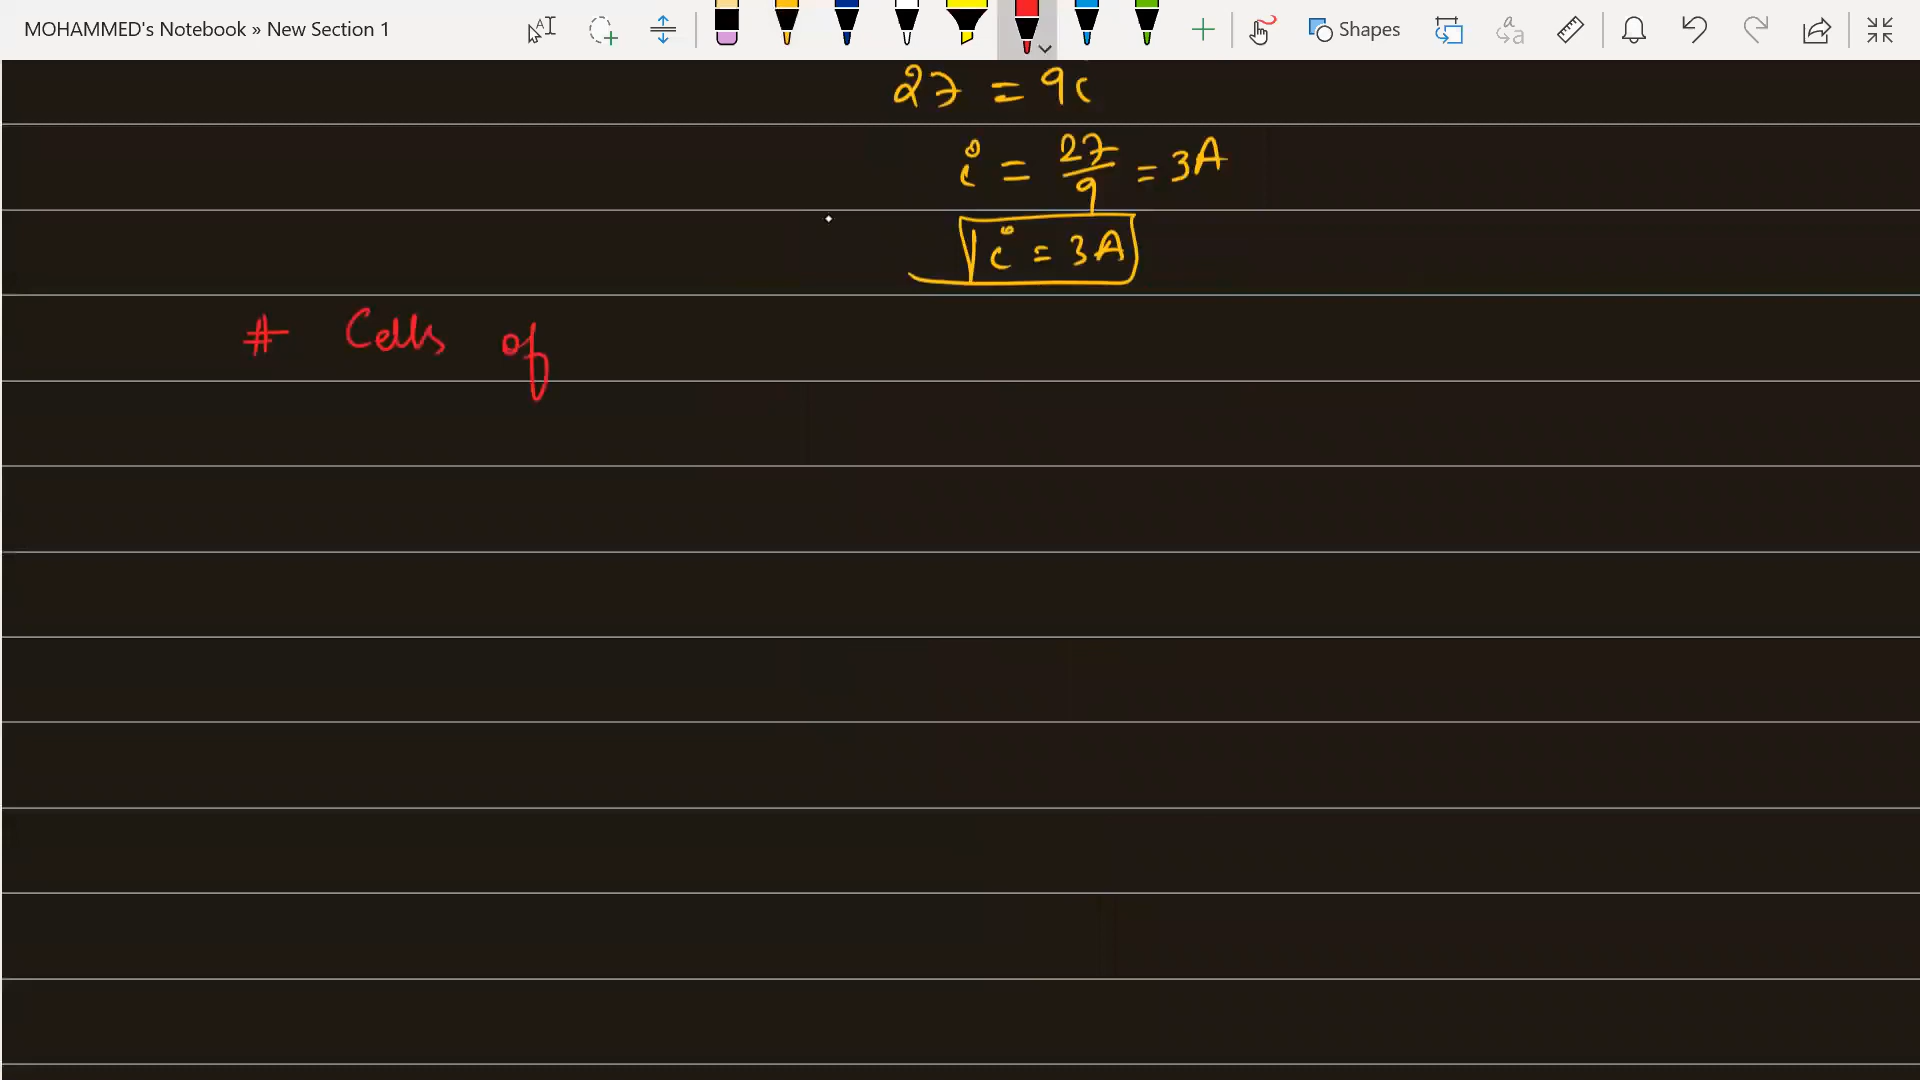 MOHAMMED's Notebook » New Section 1
Shapes
27 = 9i
i = 27/9 = 3A
i = 3A
# Cells of